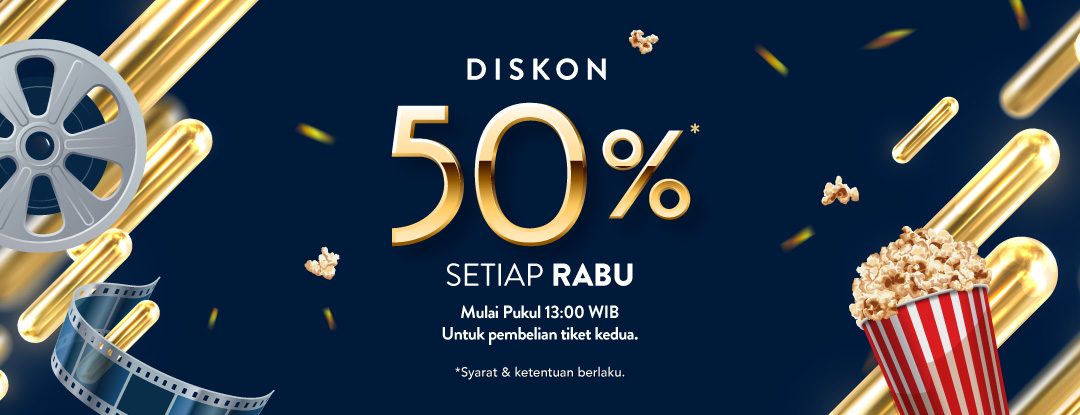 DISKON
50%*
SETIAP RABU
Mulai Pukul 13:00 WIB
Untuk pembelian tiket kedua.
*Syarat & ketentuan berlaku.